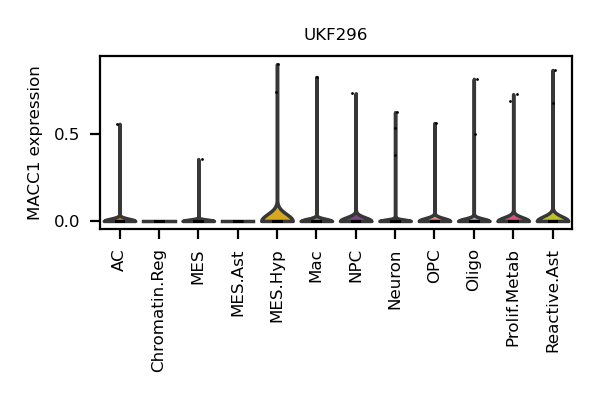 UKF296
MACC1 expression
0.5
0.0
AC
Chromatin.Reg
MES
MES.Ast
MES.Hyp
Mac
NPC
Neuron
OPC
Oligo
Prolif.Metab
Reactive.Ast